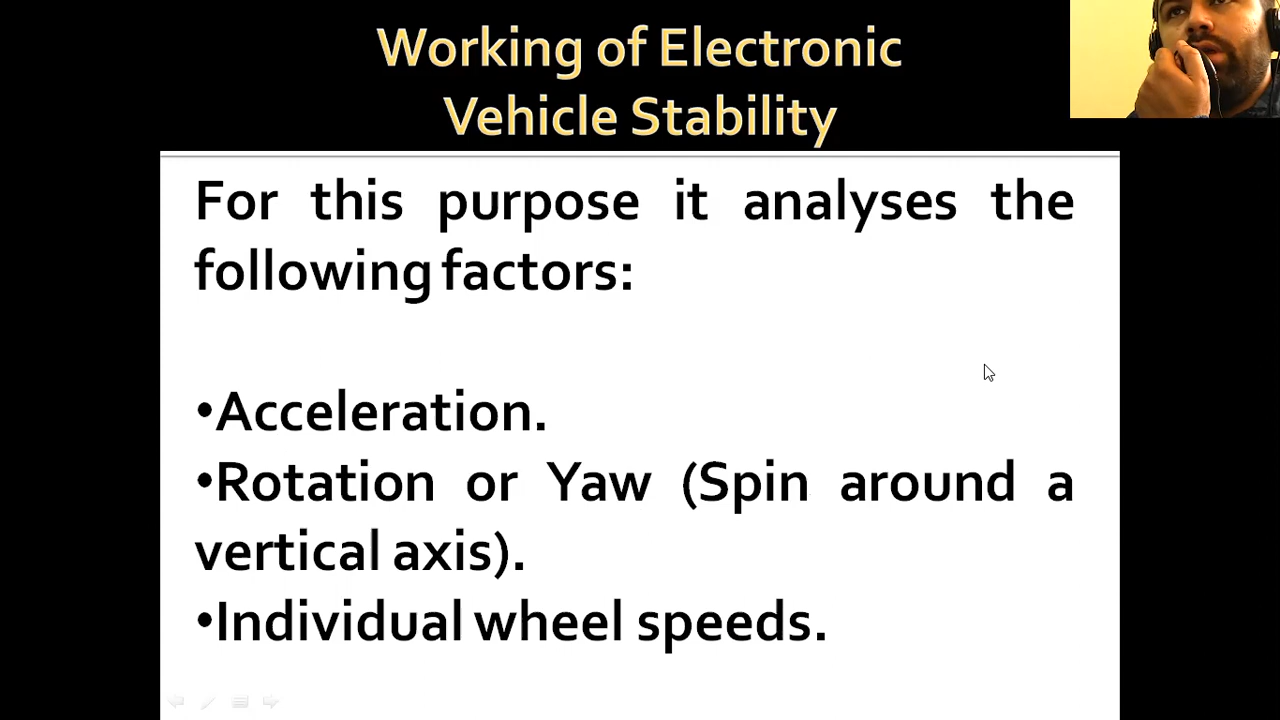 Working of Electronic
Vehicle Stability
For this purpose it analyses the
following factors:
•Acceleration.
•Rotation or Yaw (Spin around a
vertical axis).
•Individual wheel speeds.